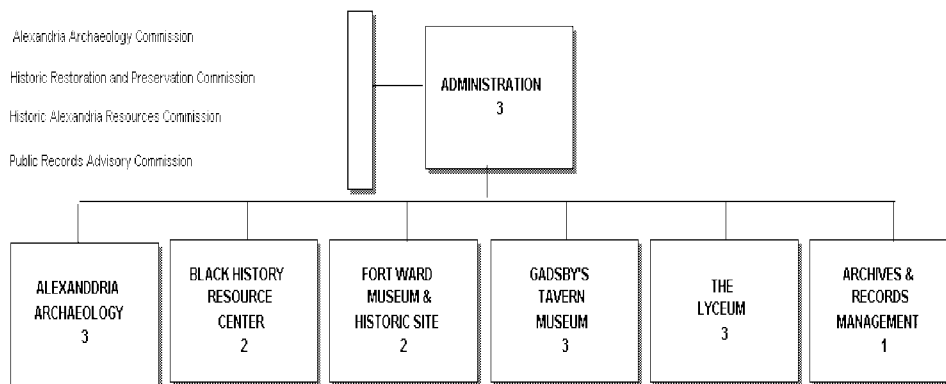 Alexandria Archaeology Commission
Historic Restoration and Preservation Commission
Historic Alexandria Resources Commission
Public Records Advisory Commission
ADMINISTRATION
3
ALEXANDDRIA
ARCHAEOLOGY
3
BLACK HISTORY
RESOURCE
CENTER
2
FORT WARD
MUSEUM &
HISTORIC SITE
2
GADSBY'S
TAVERN
MUSEUM
3
THE
LYCEUM
3
ARCHIVES &
RECORDS
MANAGEMENT
1